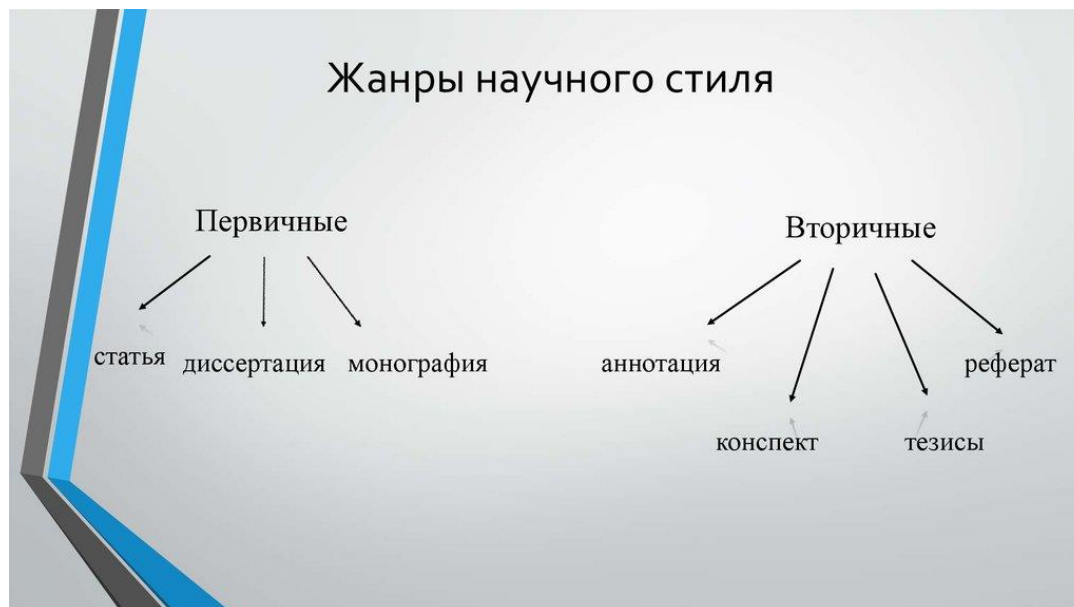 Жанры научного стиля
Первичные
статья
диссертация
монография
Вторичные
аннотация
конспект
тезисы
реферат